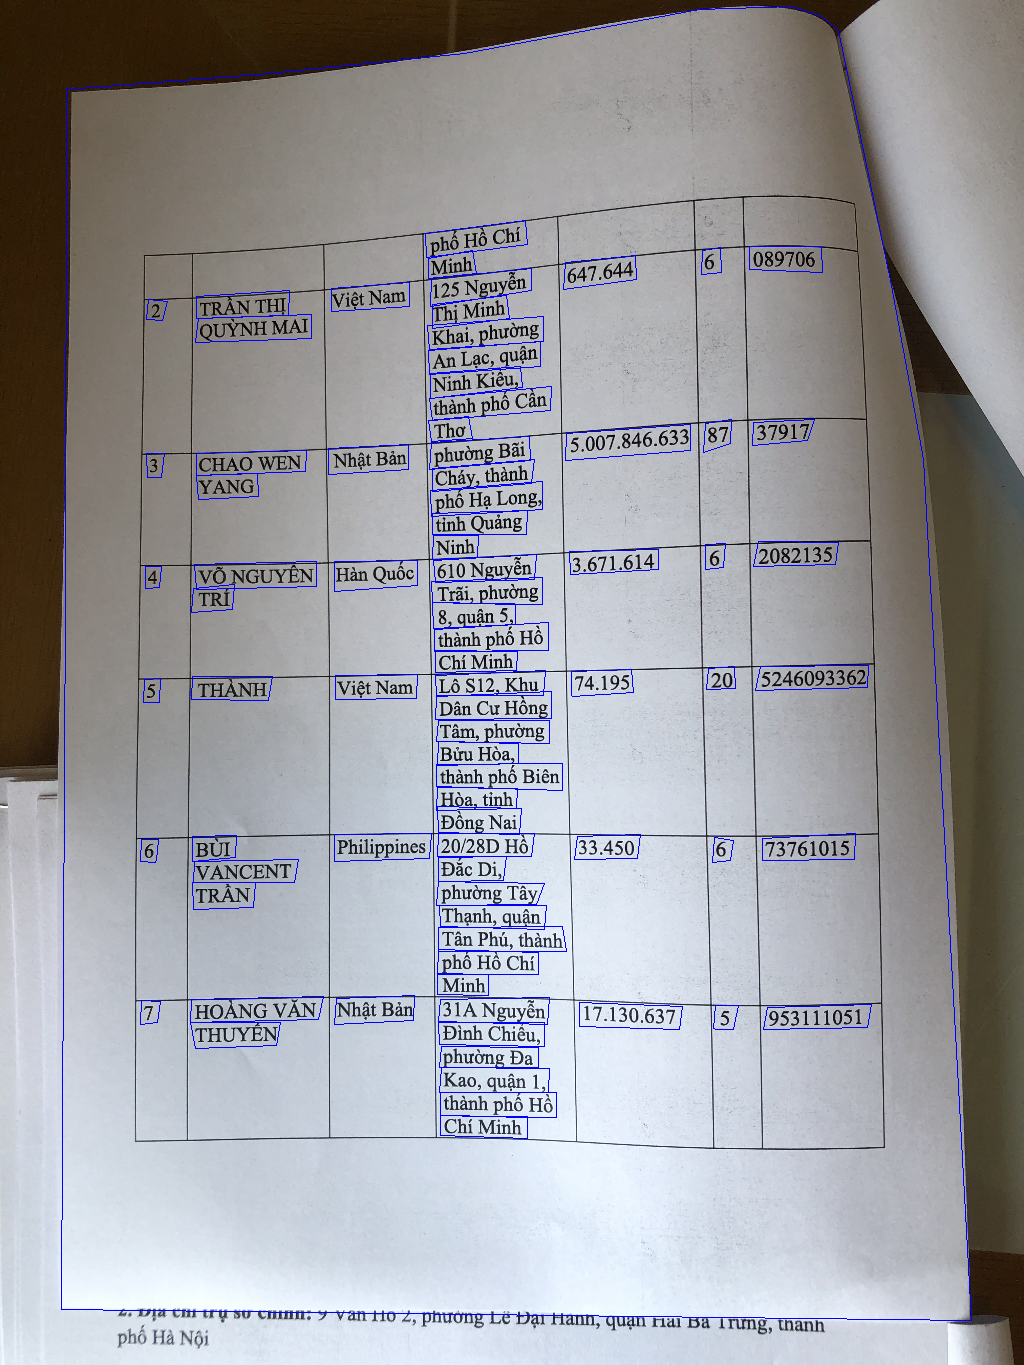 phố Hồ Chí
Minh
2 TRẦN THỊ QUỲNH MAI Việt Nam 125 Nguyễn 647.644 6 089706
Thị Minh
Khai, phường
An Lạc, quận
Ninh Kiều,
thành phố Cần
Thơ
3 CHAO WEN YANG Nhật Bản phường Bãi 5.007.846.633 87 37917
Cháy, thành
phố Hạ Long,
tỉnh Quảng
Ninh
4 VÕ NGUYÊN TRÍ Hàn Quốc 610 Nguyễn 3.671.614 6 2082135
Trãi, phường
8, quận 5,
thành phố Hồ
Chí Minh
5 THÀNH Việt Nam Lô S12, Khu 74.195 20 5246093362
Dân Cư Hồng
Tâm, phường
Bửu Hòa,
thành phố Biên
Hòa, tỉnh
Đồng Nai
6 BÙI VANCENT TRẦN Philippines 20/28D Hồ 33.450 6 73761015
Đắc Di,
phường Tây
Thạnh, quận
Tân Phú, thành
phố Hồ Chí
Minh
7 HOÀNG VĂN THUYÊN Nhật Bản 31A Nguyễn 17.130.637 5 953111051
Đình Chiểu,
phường Đa
Kao, quận 1,
thành phố Hồ
Chí Minh
2. Địa chỉ trụ sở chính: 9 Vân Hồ 2, phường Lê Đại Hành, quận Hai Bà Trưng, thành
phố Hà Nội